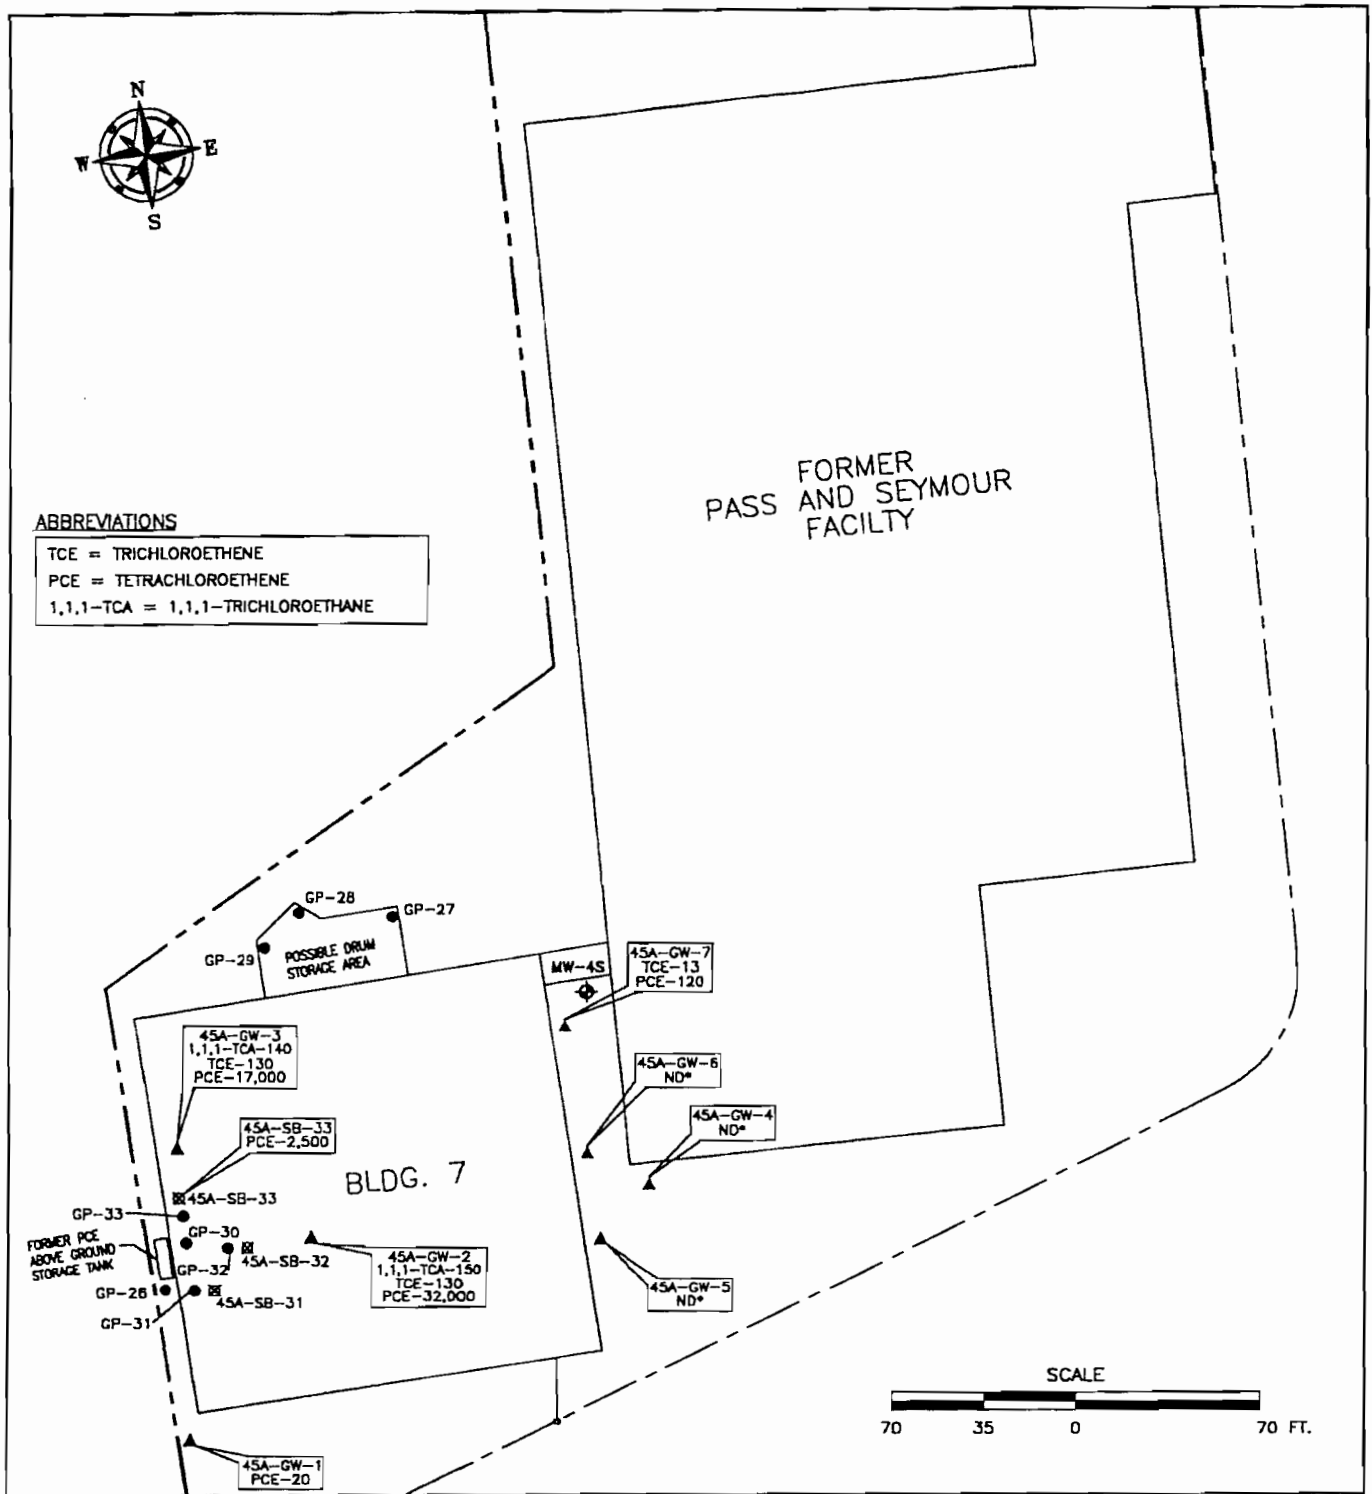 N
W
E
S
FORMER
PASS AND SEYMOUR
FACILTY
ABBREVIATIONS
TCE = TRICHLOROETHENE
PCE = TETRACHLOROETHENE
1,1,1-TCA = 1,1,1-TRICHLOROETHANE
GP-28
GP-27
GP-29
POSSIBLE DRUM
STORAGE AREA
MW-4S
45A-GW-7
TCE-13
PCE-120
45A-GW-3
1,1,1-TCA-140
TCE-130
PCE-17,000
45A-GW-6
ND*
45A-GW-4
ND*
45A-SB-33
PCE-2,500
BLDG. 7
45A-SB-33
GP-33
GP-30
FORMER PCE
ABOVE GROUND
STORAGE TANK
GP-32
45A-SB-32
45A-GW-2
1,1,1-TCA-150
TCE-130
PCE-32,000
GP-26
45A-SB-31
GP-31
45A-GW-5
ND*
45A-GW-1
PCE-20
SCALE
70 35 0 70 FT.